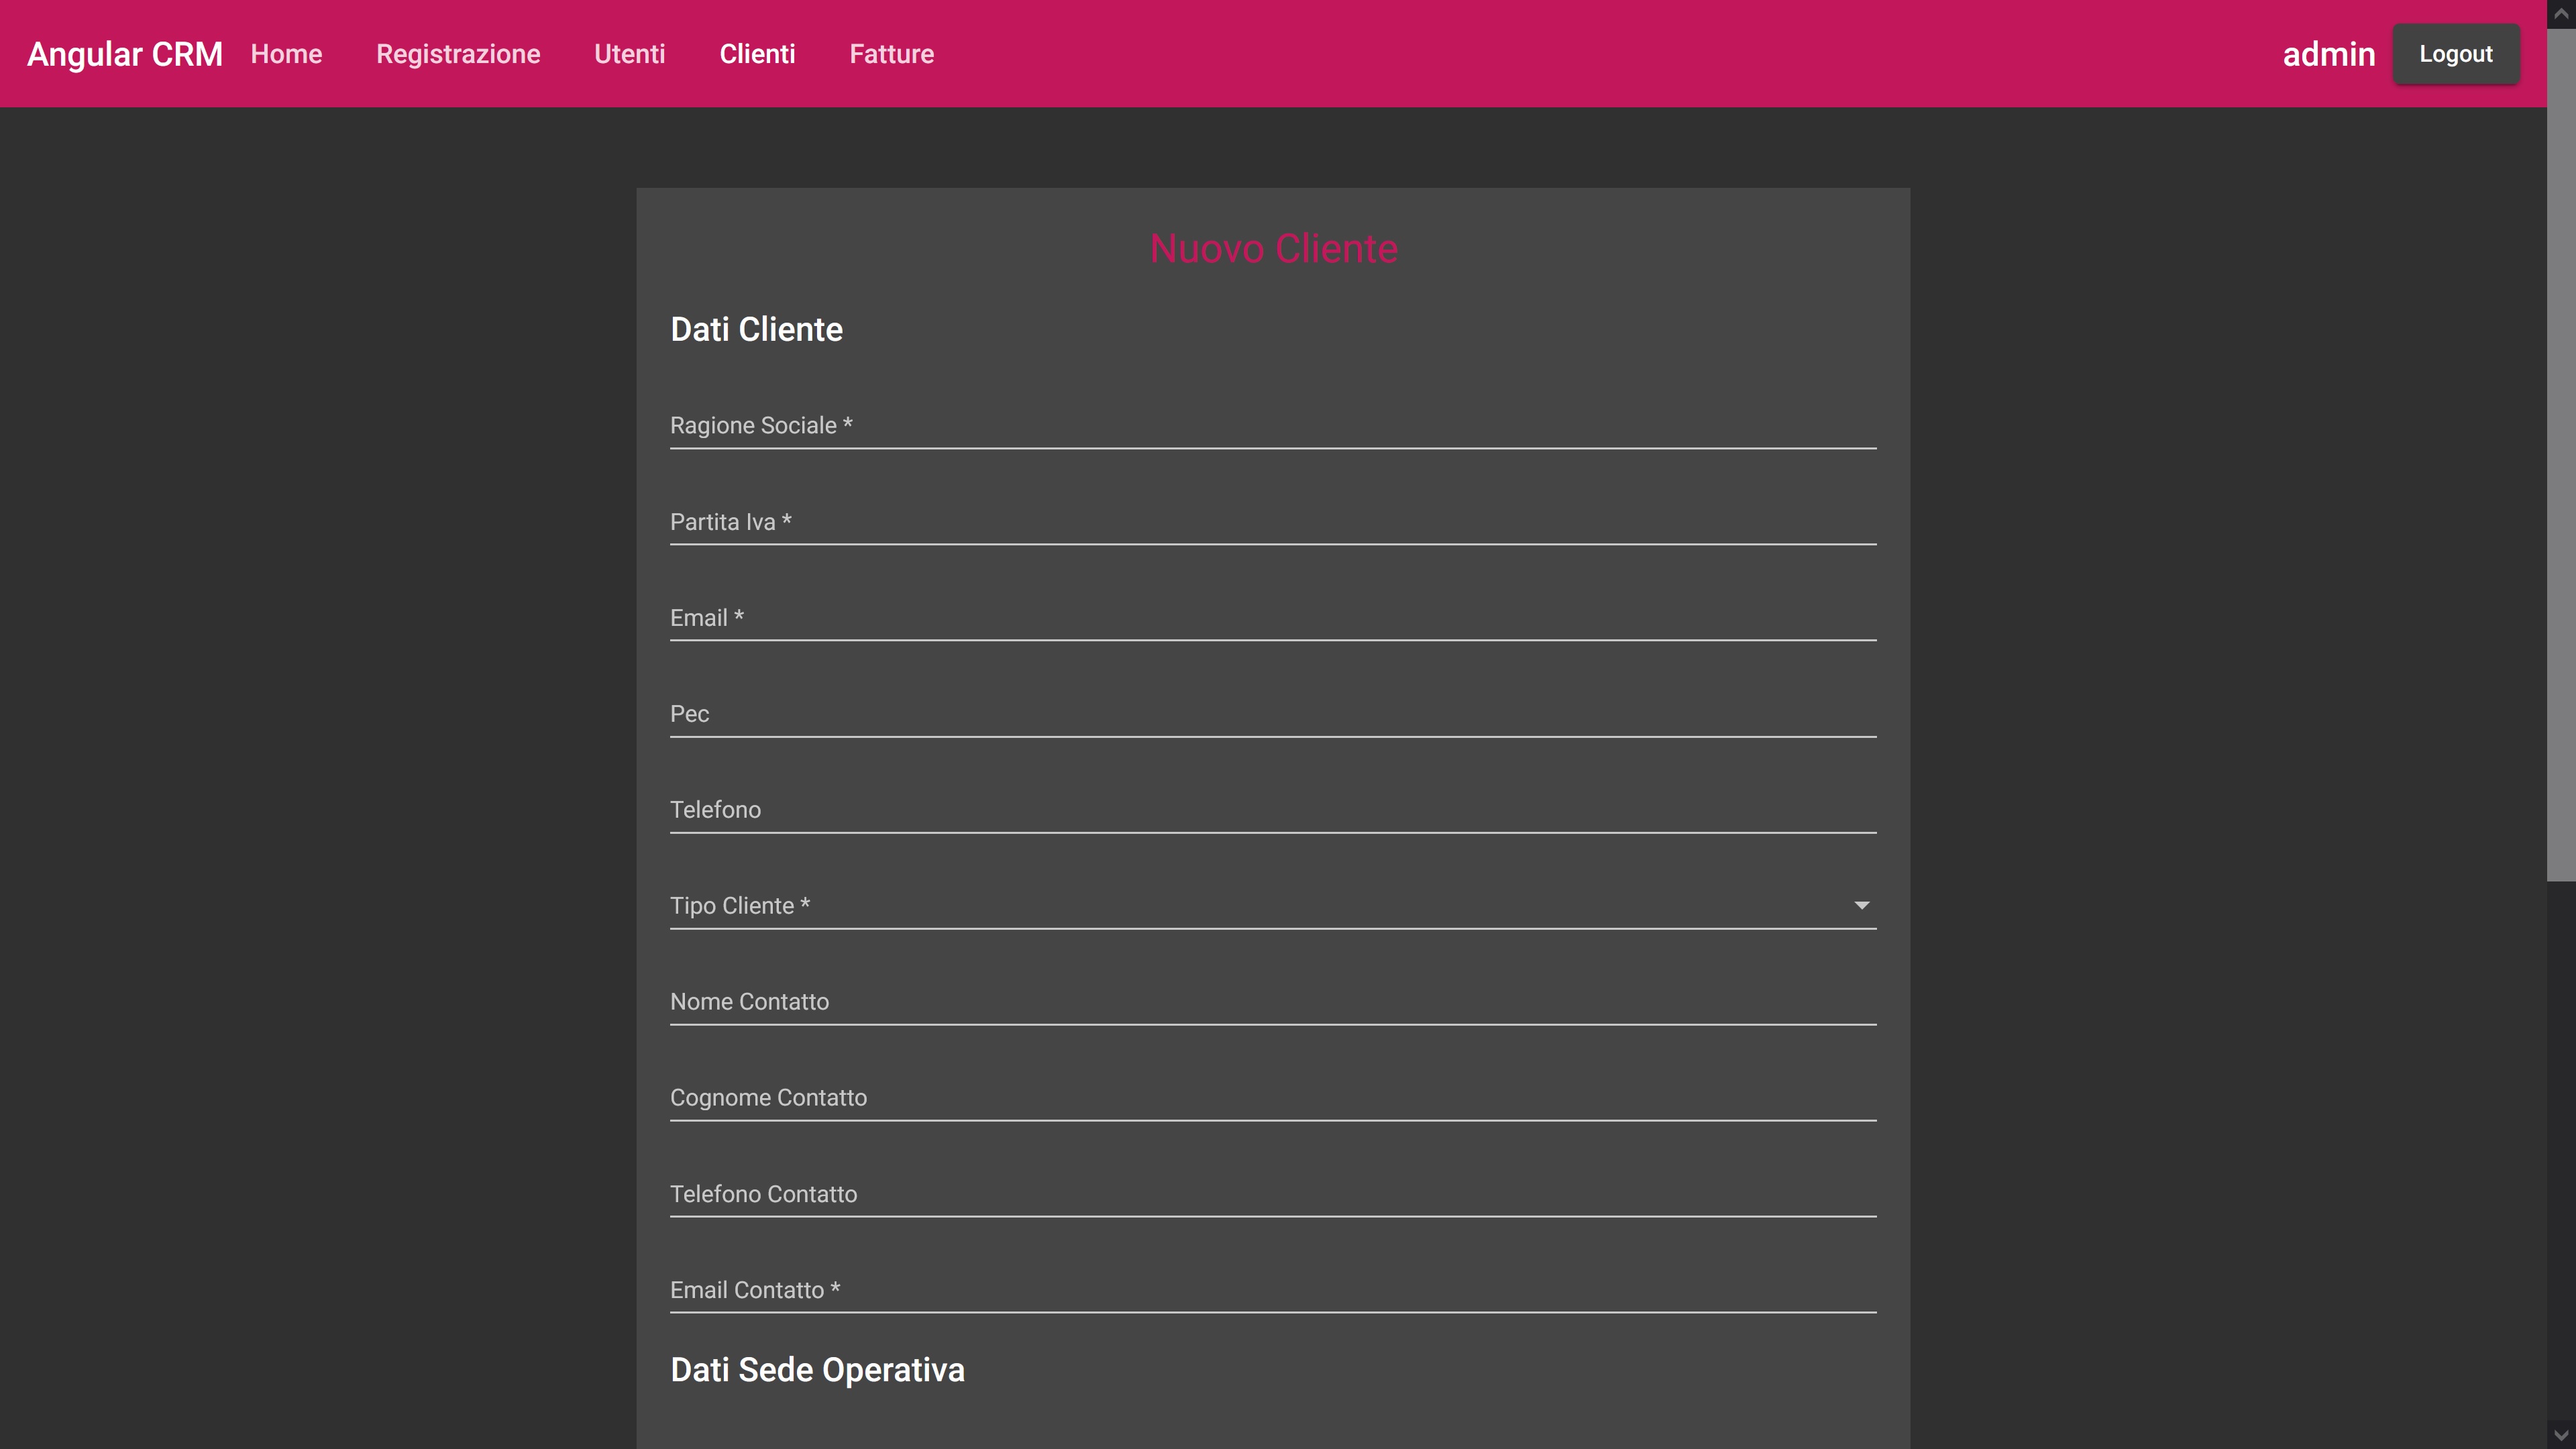 Angular CRM Home Registrazione Utenti Clienti Fatture admin Logout
Nuovo Cliente
Dati Cliente
Ragione Sociale *
Partita Iva *
Email *
Pec
Telefono
Tipo Cliente *
Nome Contatto
Cognome Contatto
Telefono Contatto
Email Contatto *
Dati Sede Operativa